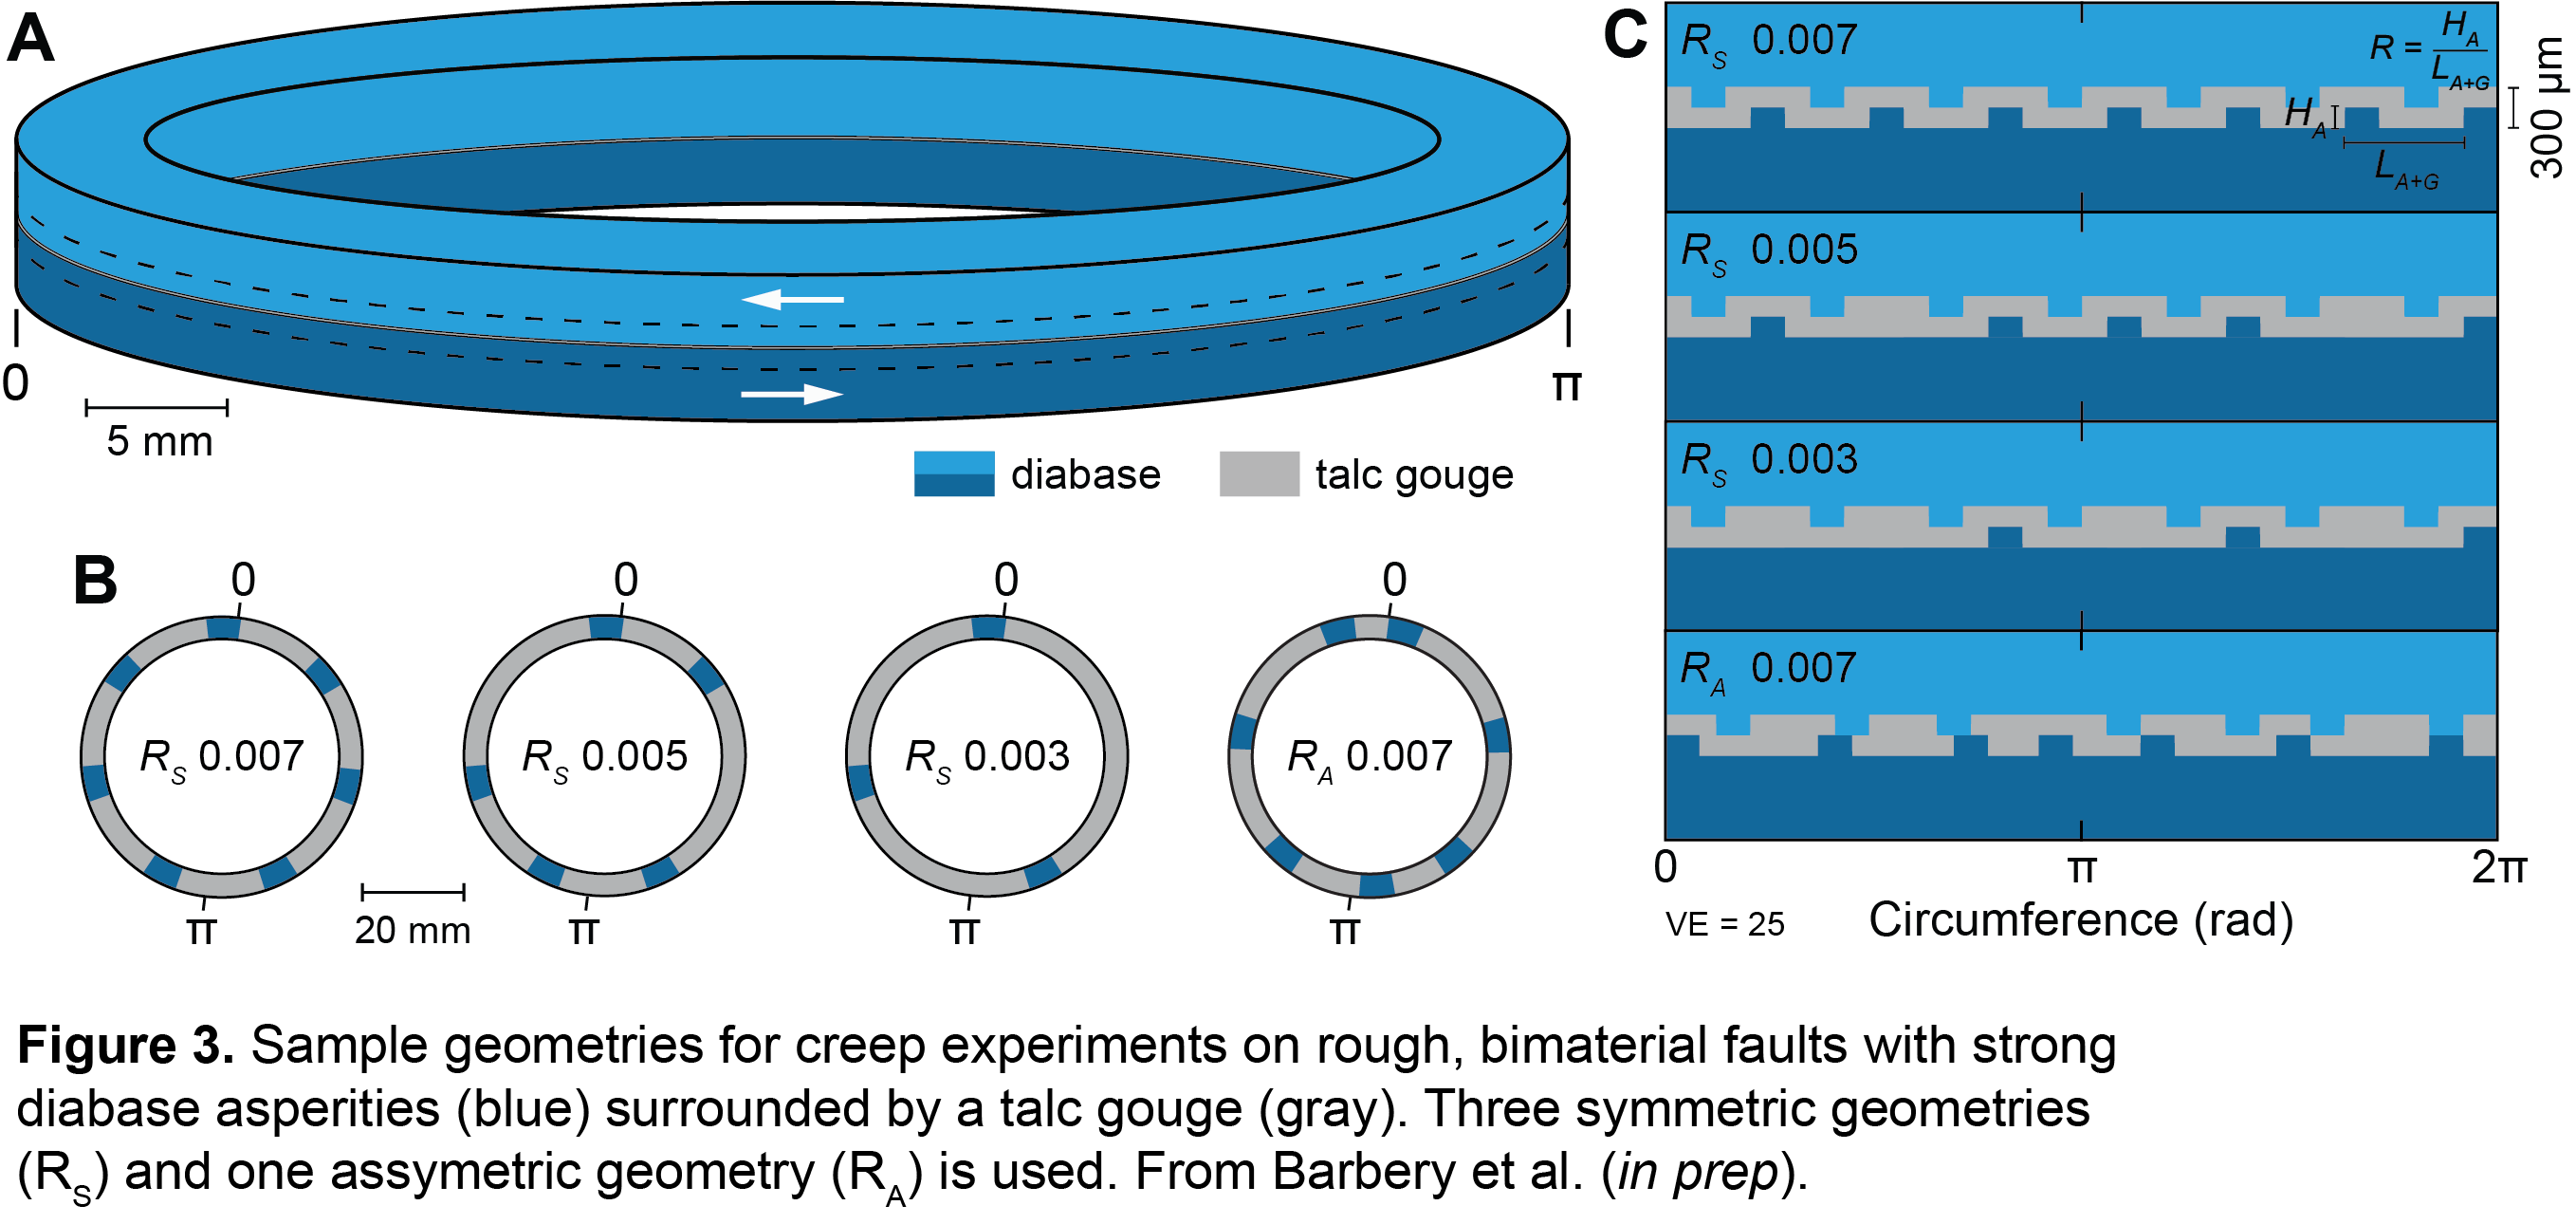 A
0
π
5 mm
diabase
talc gouge
B
0
0
0
0
R_S 0.007
R_S 0.005
R_S 0.003
R_A 0.007
π
π
π
π
20 mm
C
R_S 0.007
R = H_A / L_A+G
H_A
L_A+G
300 µm
R_S 0.005
R_S 0.003
R_A 0.007
0
π
2π
VE = 25
Circumference (rad)
Figure 3. Sample geometries for creep experiments on rough, bimaterial faults with strong
diabase asperities (blue) surrounded by a talc gouge (gray). Three symmetric geometries
(R_S) and one assymetric geometry (R_A) is used. From Barbery et al. (in prep).